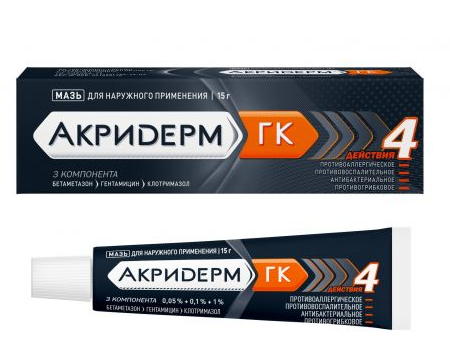 МАЗЬ ДЛЯ НАРУЖНОГО ПРИМЕНЕНИЯ | 15 г
АКРИДЕРМ ГК
4 ДЕЙСТВИЯ
3 КОМПОНЕНТА
БЕТАМЕТАЗОН ГЕНТАМИЦИН КЛОТРИМАЗОЛ
ПРОТИВОАЛЛЕРГИЧЕСКОЕ
ПРОТИВОВОСПАЛИТЕЛЬНОЕ
АНТИБАКТЕРИАЛЬНОЕ
ПРОТИВОГРИБКОВОЕ
МАЗЬ ДЛЯ НАРУЖНОГО ПРИМЕНЕНИЯ | 15 г
АКРИДЕРМ ГК
4 ДЕЙСТВИЯ
3 КОМПОНЕНТА 0,05% + 0,1% + 1%
БЕТАМЕТАЗОН ГЕНТАМИЦИН КЛОТРИМАЗОЛ
ПРОТИВОАЛЛЕРГИЧЕСКОЕ
ПРОТИВОВОСПАЛИТЕЛЬНОЕ
АНТИБАКТЕРИАЛЬНОЕ
ПРОТИВОГРИБКОВОЕ